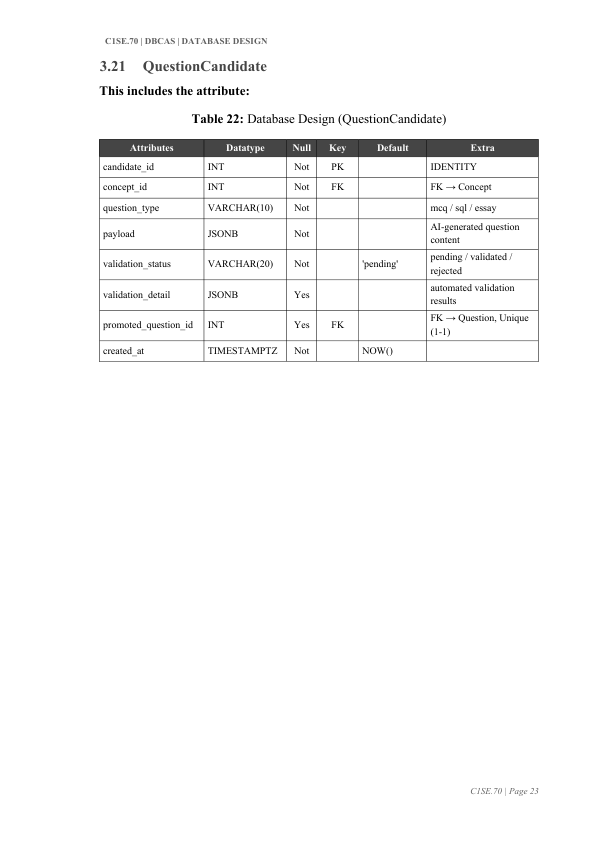 C1SE.70 | DBCAS | DATABASE DESIGN
3.21 QuestionCandidate
This includes the attribute:
Table 22: Database Design (QuestionCandidate)
Attributes Datatype Null Key Default Extra
candidate_id INT Not PK IDENTITY
concept_id INT Not FK FK → Concept
question_type VARCHAR(10) Not mcq / sql / essay
payload JSONB Not AI-generated question
content
validation_status VARCHAR(20) Not 'pending' pending / validated /
rejected
validation_detail JSONB Yes automated validation
results
promoted_question_id INT Yes FK FK → Question, Unique
(1-1)
created_at TIMESTAMPTZ Not NOW()
C1SE.70 | Page 23